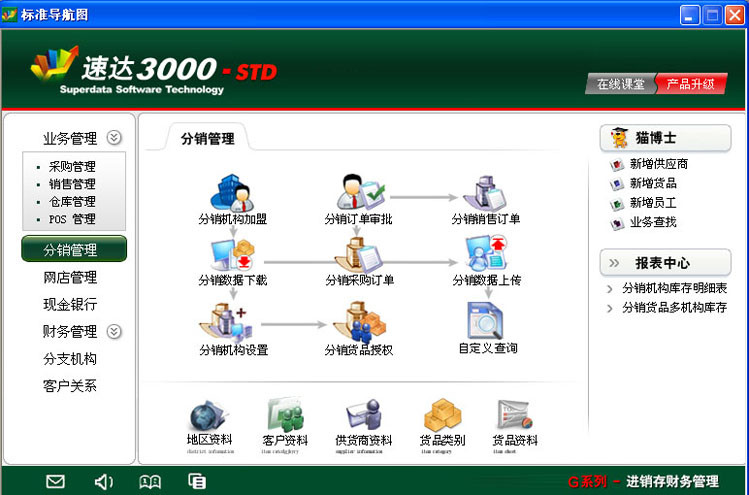 标准导航图
速达3000-STD
Superdata Software Technology
在线课堂 产品升级
业务管理
采购管理
销售管理
仓库管理
POS 管理
分销管理
网店管理
现金银行
财务管理
分支机构
客户关系
分销管理
分销机构加盟 分销订单审批 分销销售订单
分销数据下载 分销采购订单 分销数据上传
分销机构设置 分销货品授权 自定义查询
地区资料 客户资料 供货商资料 货品类别 货品资料
district information supplier infomation item category
猫博士
新增供应商
新增货品
新增员工
业务查找
报表中心
分销机构库存明细表
分销货品多机构库存
G系列 - 进销存财务管理